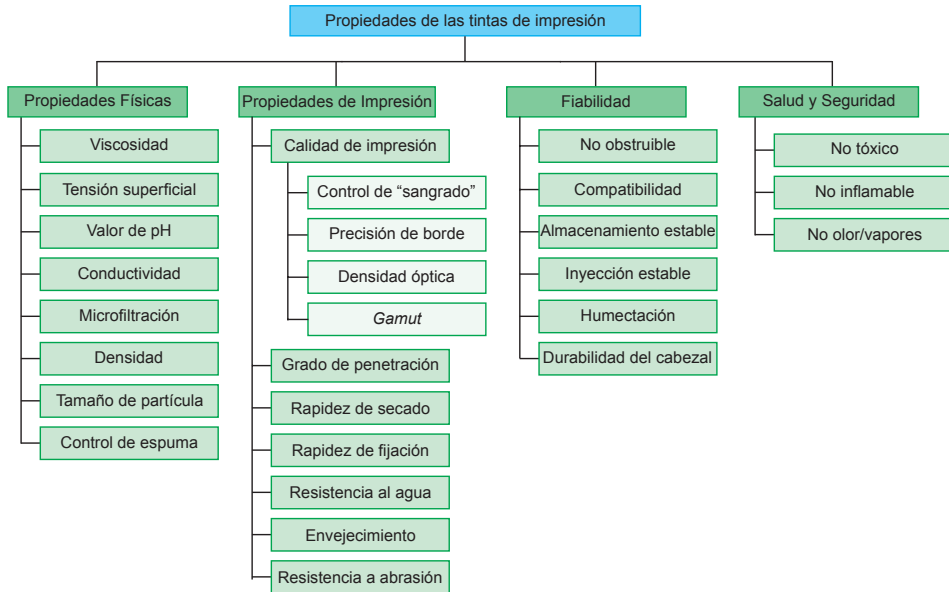 Propiedades de las tintas de impresión
Propiedades Físicas
Viscosidad
Tensión superficial
Valor de pH
Conductividad
Microfiltración
Densidad
Tamaño de partícula
Control de espuma
Propiedades de Impresión
Calidad de impresión
Control de “sangrado”
Precisión de borde
Densidad óptica
Gamut
Grado de penetración
Rapidez de secado
Rapidez de fijación
Resistencia al agua
Envejecimiento
Resistencia a abrasión
Fiabilidad
No obstruible
Compatibilidad
Almacenamiento estable
Inyección estable
Humectación
Durabilidad del cabezal
Salud y Seguridad
No tóxico
No inflamable
No olor/vapores